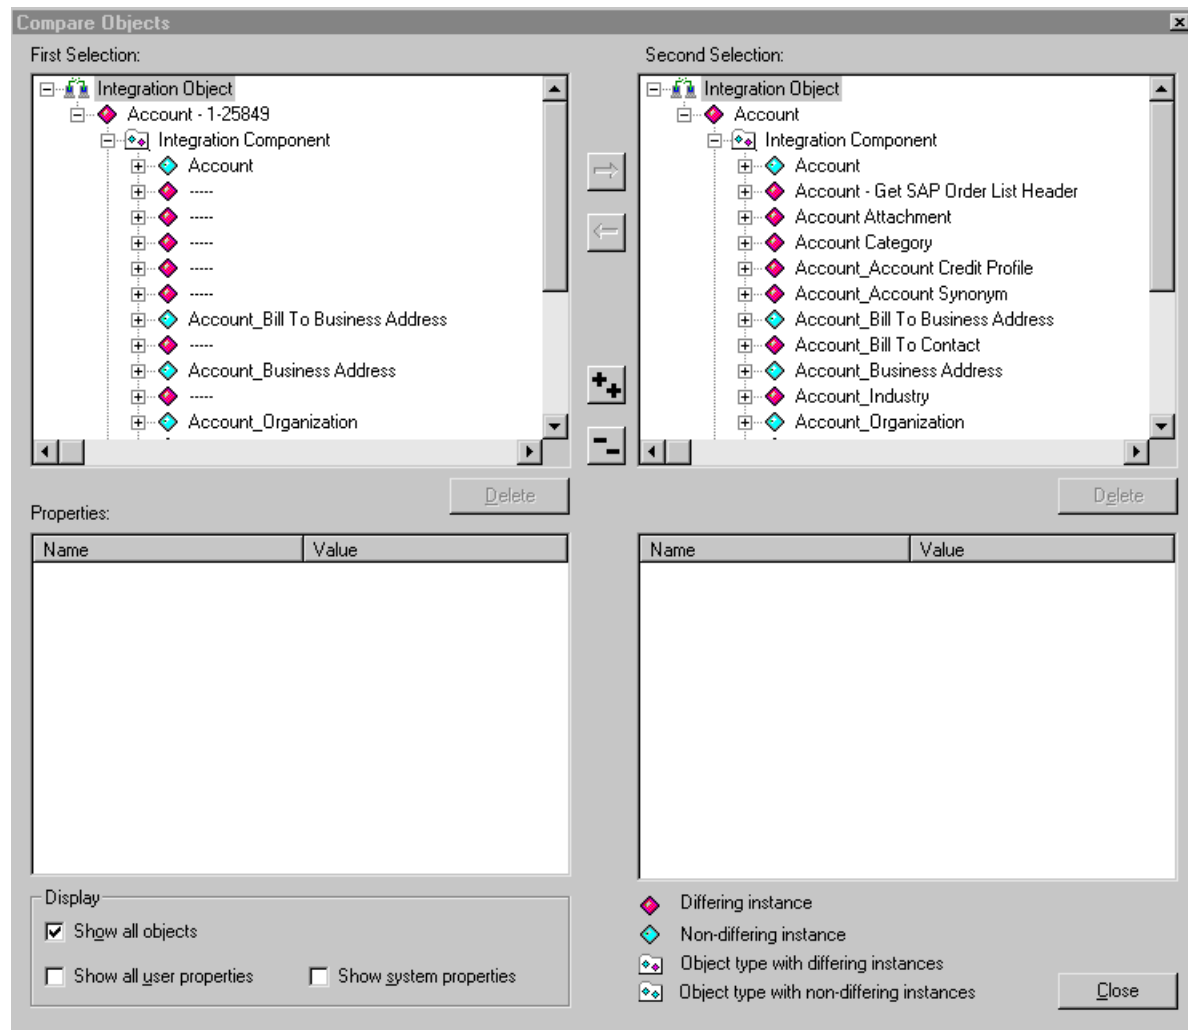 Compare Objects
First Selection:
Integration Object
Account - 1-25849
Integration Component
Account
-----
-----
-----
-----
-----
Account_Bill To Business Address
-----
Account_Business Address
-----
Account_Organization
Second Selection:
Integration Object
Account
Integration Component
Account
Account - Get SAP Order List Header
Account Attachment
Account Category
Account_Account Credit Profile
Account_Account Synonym
Account_Bill To Business Address
Account_Bill To Contact
Account_Business Address
Account_Industry
Account_Organization
Delete
Delete
Properties:
Name Value
Name Value
Display
Show all objects
Show all user properties
Show system properties
Differing instance
Non-differing instance
Object type with differing instances
Object type with non-differing instances
Close